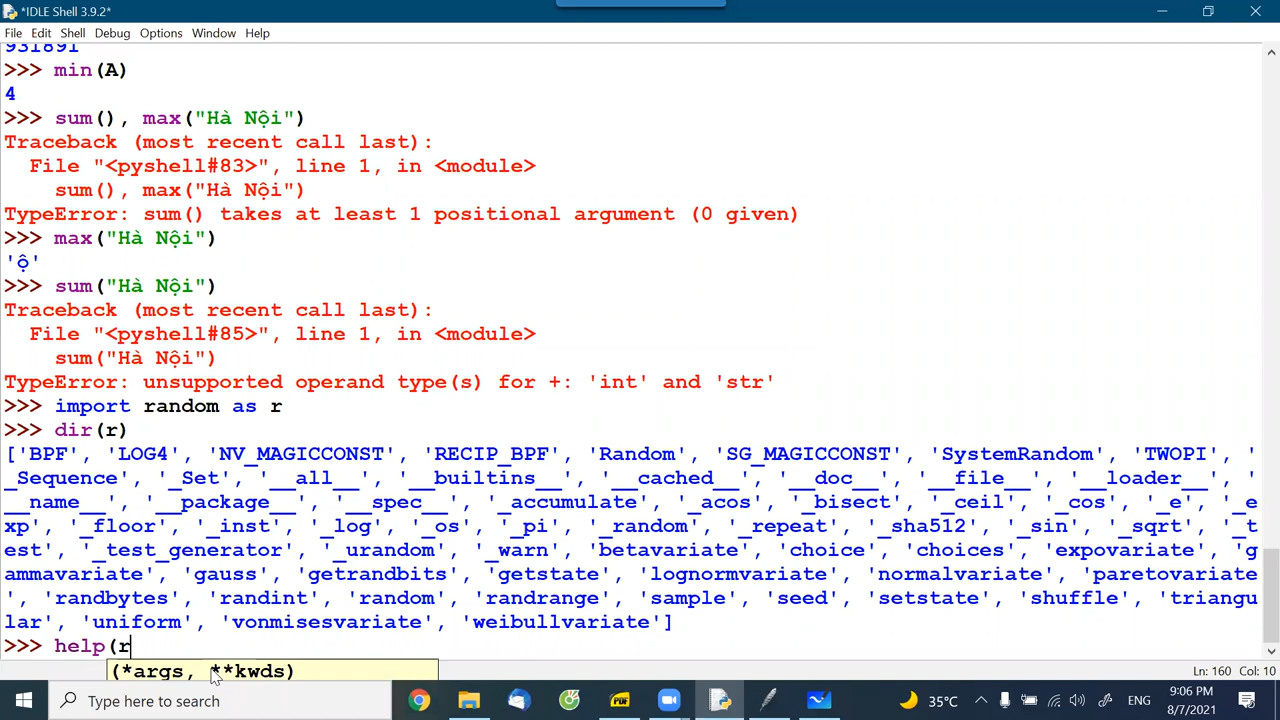 *IDLE Shell 3.9.2*
File Edit Shell Debug Options Window Help
931891
>>> min(A)
4
>>> sum(), max("Hà Nội")
Traceback (most recent call last):
  File "<pyshell#83>", line 1, in <module>
    sum(), max("Hà Nội")
TypeError: sum() takes at least 1 positional argument (0 given)
>>> max("Hà Nội")
'ộ'
>>> sum("Hà Nội")
Traceback (most recent call last):
  File "<pyshell#85>", line 1, in <module>
    sum("Hà Nội")
TypeError: unsupported operand type(s) for +: 'int' and 'str'
>>> import random as r
>>> dir(r)
['BPF', 'LOG4', 'NV_MAGICCONST', 'RECIP_BPF', 'Random', 'SG_MAGICCONST', 'SystemRandom', 'TWOPI', '
_Sequence', '_Set', '__all__', '__builtins__', '__cached__', '__doc__', '__file__', '__loader__', '
__name__', '__package__', '__spec__', '_accumulate', '_acos', '_bisect', '_ceil', '_cos', '_e', '_e
xp', '_floor', '_inst', '_log', '_os', '_pi', '_random', '_repeat', '_sha512', '_sin', '_sqrt', '_t
est', '_test_generator', '_urandom', '_warn', 'betavariate', 'choice', 'choices', 'expovariate', 'g
ammavariate', 'gauss', 'getrandbits', 'getstate', 'lognormvariate', 'normalvariate', 'paretovariate
', 'randbytes', 'randint', 'random', 'randrange', 'sample', 'seed', 'setstate', 'shuffle', 'triangu
lar', 'uniform', 'vonmisesvariate', 'weibullvariate']
>>> help(r
(*args, **kwds)
Ln: 160 Col: 10
Type here to search
PDF
35°C
ENG
9:06 PM
8/7/2021